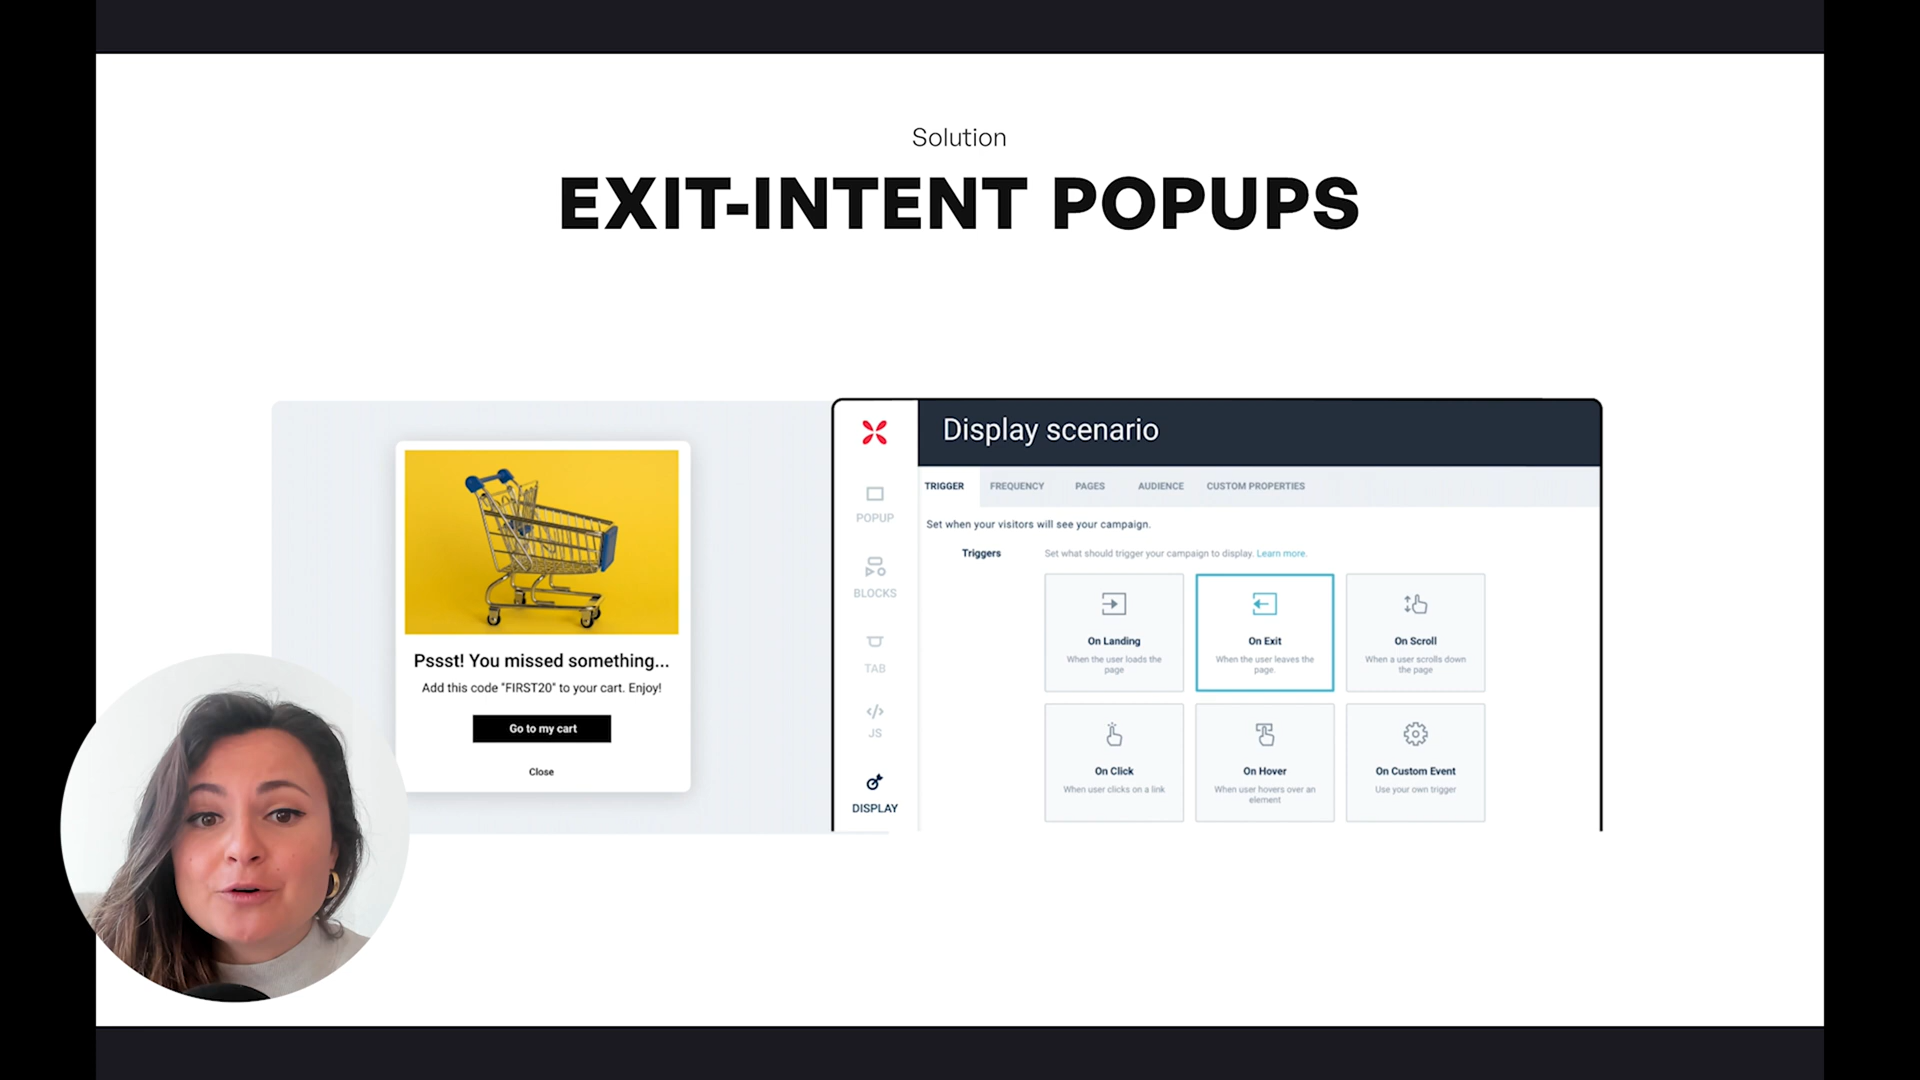 Solution
EXIT-INTENT POPUPS
Pssst! You missed something...
Add this code "FIRST20" to your cart. Enjoy!
Go to my cart
Close
Display scenario
POPUP
BLOCKS
TAB
JS
DISPLAY
TRIGGER FREQUENCY PAGES AUDIENCE CUSTOM PROPERTIES
Set when your visitors will see your campaign.
Triggers Set what should trigger your campaign to display. Learn more.
On Landing
When the user loads the
page
On Exit
When the user leaves the
page.
On Scroll
When a user scrolls down
the page
On Click
When user clicks on a link
On Hover
When user hovers over an
element
On Custom Event
Use your own trigger